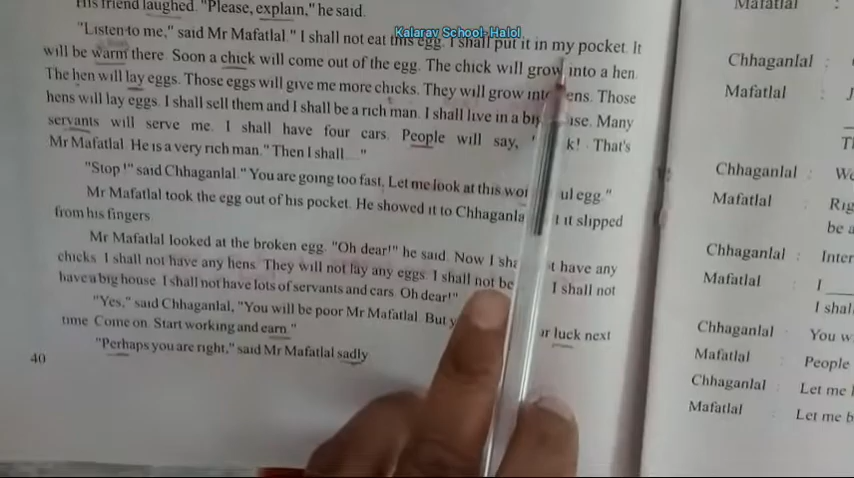 His friend laughed. "Please, explain," he said.
"Listen to me," said Mr Mafatlal." I shall not eat this egg. I shall put it in my pocket. It
Kalarav School-Halol
will be warm there. Soon a chick will come out of the egg. The chick will grow into a hen.
The hen will lay eggs. Those eggs will give me more chicks. They will grow into ens. Those
hens will lay eggs. I shall sell them and I shall be a rich man. I shall live in a bi se. Many
servants will serve me. I shall have four cars. People will say, ' k! That's
Mr Mafatlal. He is a very rich man." Then I shall...."
"Stop !" said Chhaganlal." You are going too fast, Let me look at this wo ul egg."
Mr Mafatlal took the egg out of his pocket. He showed it to Chhaganla t it slipped
from his fingers
Mr Mafatlal looked at the broken egg. "Oh dear!" he said. Now I sha t have any
chicks I shall not have any hens. They will not lay any eggs. I shall not be I shall not
have a big house I shall not have lots of servants and cars. Oh dear!"
"Yes," said Chhaganlal, "You will be poor Mr Mafatlal. But y ur luck next
time. Come on. Start working and earn."
"Perhaps you are right," said Mr Mafatlal sadly
40
Mafatlal :
Chhaganlal :
Mafatlal : J
T
Chhaganlal : We
Mafatlal : Rig
be a
Chhaganlal : Inter
Mafatlal : I ___
I shal
Chhaganlal : You w
Mafatlal : People
Chhaganlal : Let me
Mafatlal : Let me b